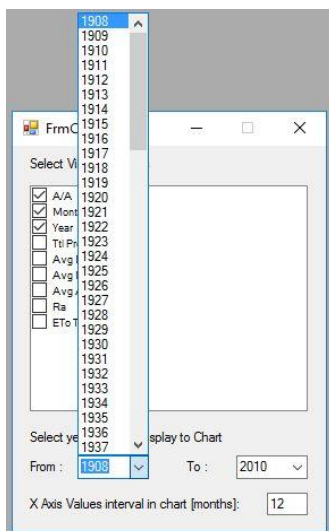 1908
1909
1910
1911
1912
1913
1914
1915
1916
1917
1918
1919
1920
1921
1922
1923
1924
1925
1926
1927
1928
1929
1930
1931
1932
1933
1934
1935
1936
1937
FrmC
Select V
A/A
Mont
Year
Ttl Pr
Avg
Avg
Avg
Ra
ETo T
Select ye splay to Chart
From : 1908 To : 2010
X Axis Values interval in chart [months]: 12